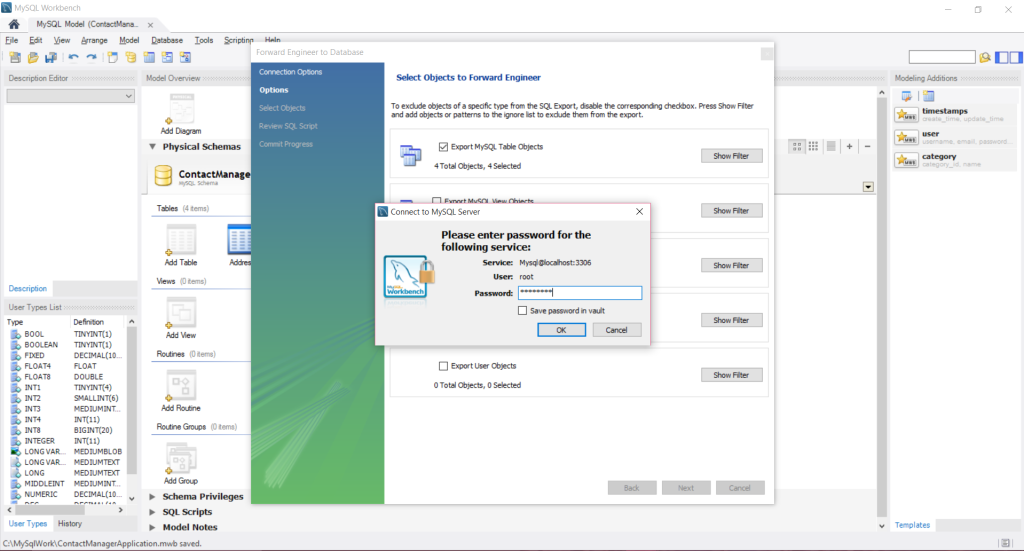 MySQL Workbench
MySQL Model (ContactMana...
File Edit View Arrange Model Database Tools Scripting Help
Description Editor
Description
User Types List
Type Definition
BOOL TINYINT(1)
BOOLEAN TINYINT(1)
FIXED DECIMAL(10...
FLOAT4 FLOAT
FLOAT8 DOUBLE
INT1 TINYINT(4)
INT2 SMALLINT(6)
INT3 MEDIUMINT...
INT4 INT(11)
INT8 BIGINT(20)
INTEGER INT(11)
LONG VAR... MEDIUMBLOB
LONG VAR... MEDIUMTEXT
LONG MEDIUMTEXT
MIDDLEINT MEDIUMINT...
NUMERIC DECIMAL(10...
User Types History
Model Overview
Add Diagram
Physical Schemas
ContactManager
MySQL Schema
Tables (4 items)
Add Table Addres
Views (0 items)
Add View
Routines (0 items)
Add Routine
Routine Groups (0 items)
Add Group
Schema Privileges
SQL Scripts
Model Notes
Forward Engineer to Database
Connection Options
Options
Select Objects
Review SQL Script
Commit Progress
Select Objects to Forward Engineer
To exclude objects of a specific type from the SQL Export, disable the corresponding checkbox. Press Show Filter
and add objects or patterns to the ignore list to exclude them from the export.
Export MySQL Table Objects
4 Total Objects, 4 Selected
Show Filter
Export MySQL View Objects
Show Filter
Show Filter
Show Filter
Export User Objects
0 Total Objects, 0 Selected
Show Filter
Back Next Cancel
Connect to MySQL Server
Please enter password for the
following service:
Service: Mysql@localhost:3306
User: root
Password: ********
Save password in vault
OK Cancel
MySQL
Workbench
Modeling Additions
timestamps
create_time, update_time
user
username, email, password...
category
category_id, name
Templates
C:\MySqlWork\ContactManagerApplication.mwb saved.